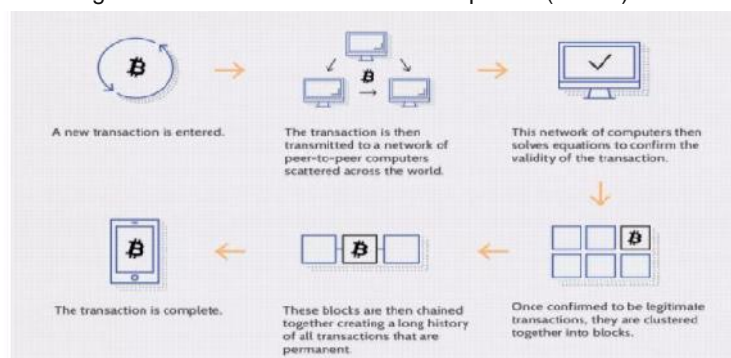 A new transaction is entered.
The transaction is then
transmitted to a network of
peer-to-peer computers
scattered across the world.
This network of computers then
solves equations to confirm the
validity of the transaction.
Once confirmed to be legitimate
transactions, they are clustered
together into blocks.
These blocks are then chained
together creating a long history
of all transactions that are
permanent.
The transaction is complete.